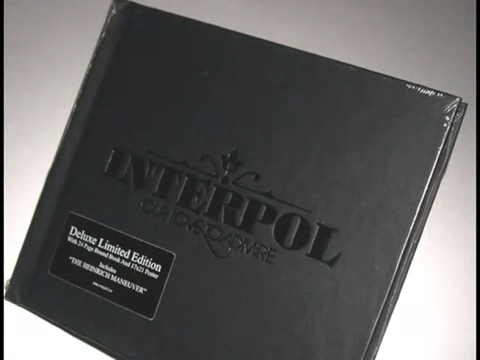 INTERPOL
OUR LOVE TO ADMIRE
Deluxe Limited Edition
With 24 Page Bound Book And 17x23 Poster
Includes
"THE HEINRICH MANEUVER"